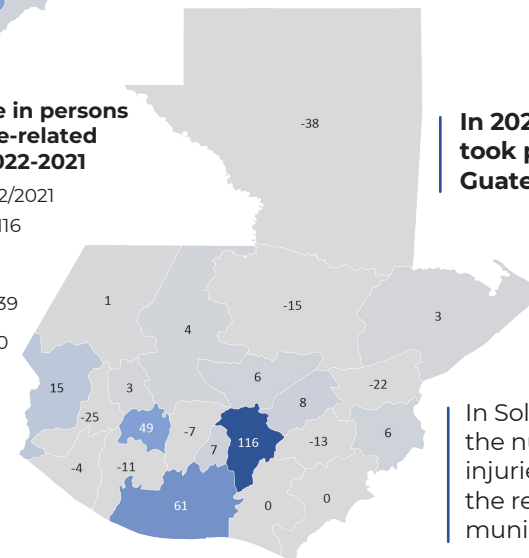 e in persons
e-related
022-2021
2/2021
116
39
0
-38
In 202
took p
Guate
1
4
-15
3
15
3
6
8
-22
-25
49
-7
7
116
-13
6
-4
-11
61
0
0
In Sol
the nu
injurie
the re
muni